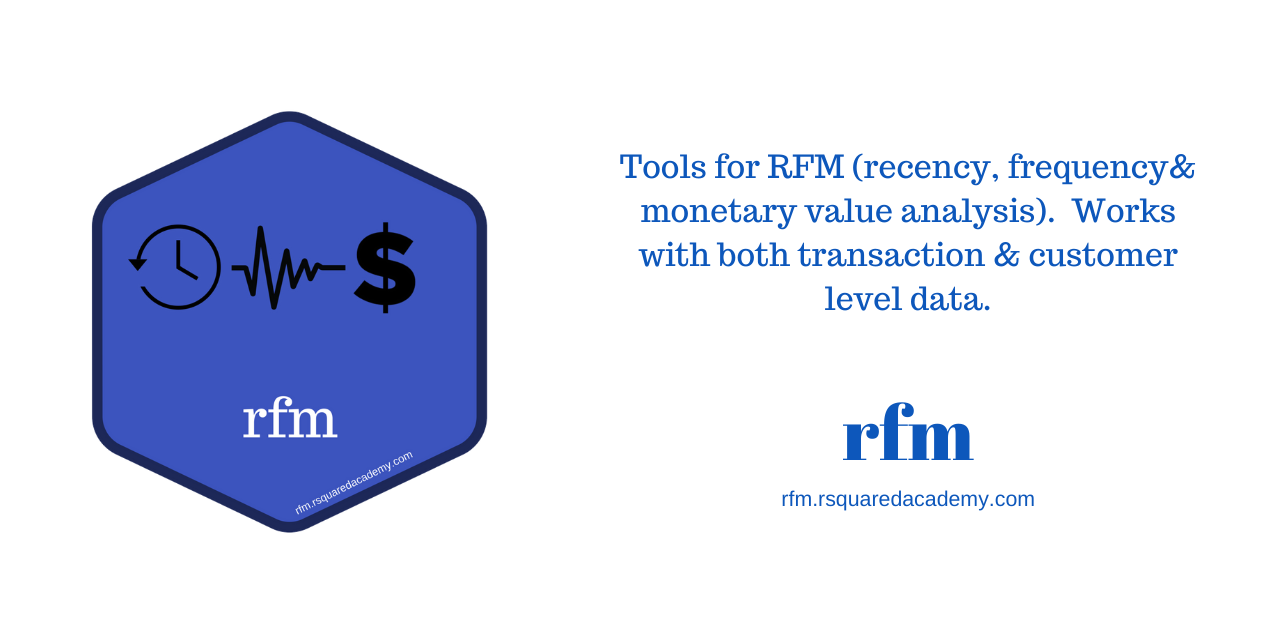 rfm
rfm.rsquaredacademy.com
Tools for RFM (recency, frequency&
monetary value analysis).  Works
with both transaction & customer
level data.
rfm
rfm.rsquaredacademy.com